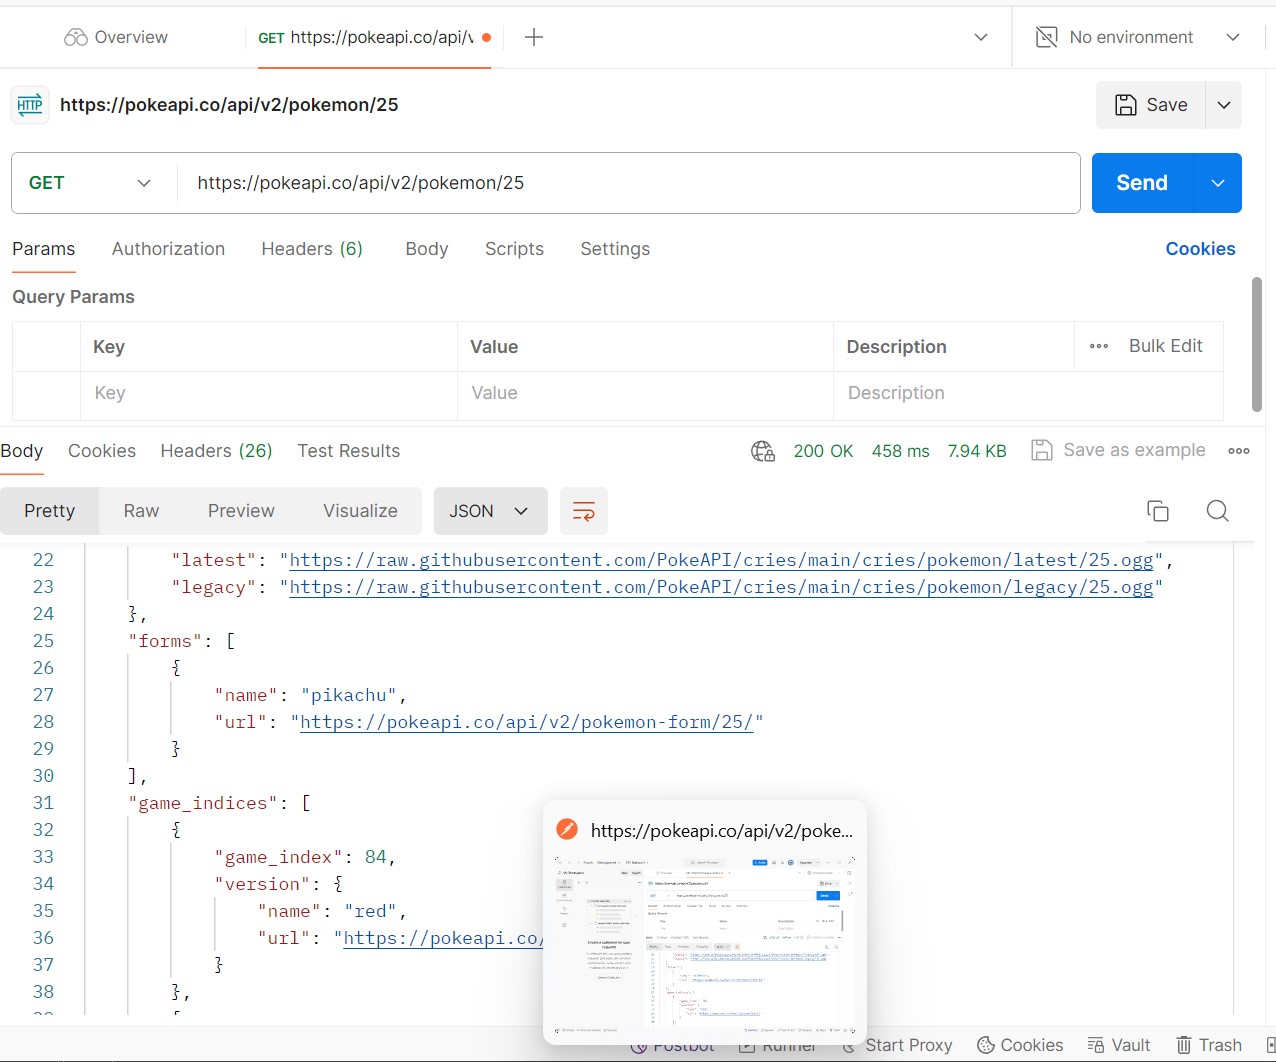 Overview
GET https://pokeapi.co/api/v
No environment
HTTP
https://pokeapi.co/api/v2/pokemon/25
Save
GET
https://pokeapi.co/api/v2/pokemon/25
Send
Params Authorization Headers (6) Body Scripts Settings Cookies
Query Params
Key Value Description Bulk Edit
Key Value Description
Body Cookies Headers (26) Test Results 200 OK 458 ms 7.94 KB Save as example
Pretty Raw Preview Visualize JSON
22 "latest": "https://raw.githubusercontent.com/PokeAPI/cries/main/cries/pokemon/latest/25.ogg",
23 "legacy": "https://raw.githubusercontent.com/PokeAPI/cries/main/cries/pokemon/legacy/25.ogg"
24 },
25 "forms": [
26 {
27 "name": "pikachu",
28 "url": "https://pokeapi.co/api/v2/pokemon-form/25/"
29 }
30 ],
31 "game_indices": [
32 {
33 "game_index": 84,
34 "version": {
35 "name": "red",
36 "url": "https://pokeapi.co/
37 }
38 },
https://pokeapi.co/api/v2/poke...
Postbot Runner Start Proxy Cookies Vault Trash